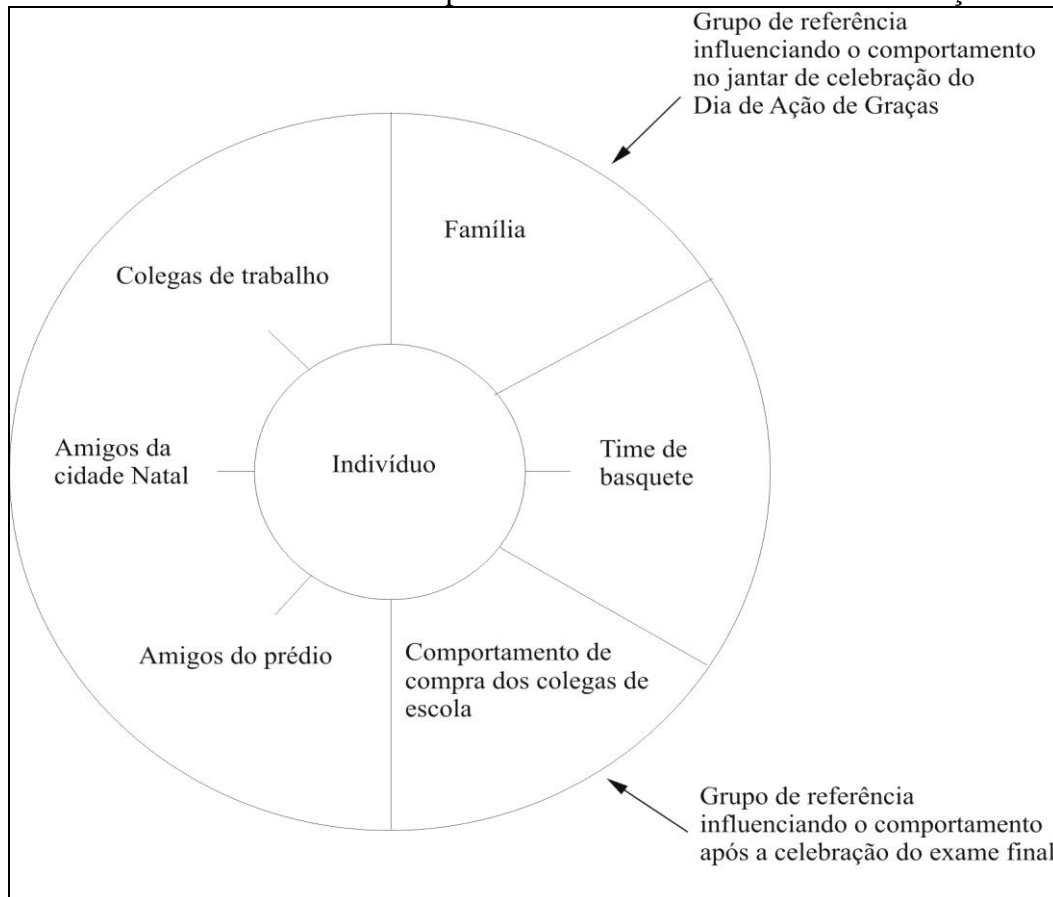 Grupo de referência
influenciando o comportamento
no jantar de celebração do
Dia de Ação de Graças
Família
Colegas de trabalho
Amigos da
cidade Natal
Indivíduo
Time de
basquete
Amigos do prédio
Comportamento de
compra dos colegas de
escola
Grupo de referência
influenciando o comportamento
após a celebração do exame final